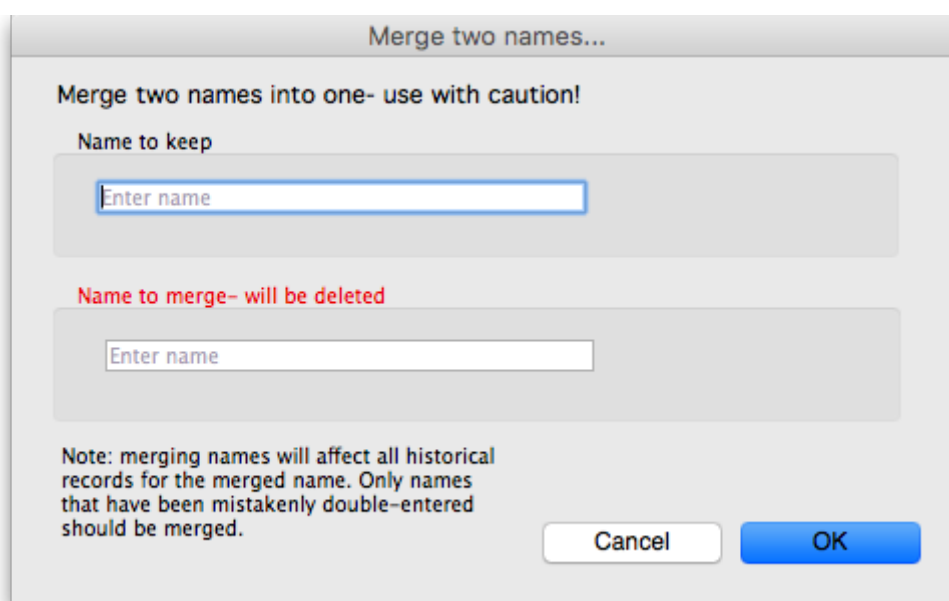 Merge two names...
Merge two names into one- use with caution!
Name to keep
Enter name
Name to merge- will be deleted
Enter name
Note: merging names will affect all historical
records for the merged name. Only names
that have been mistakenly double-entered
should be merged.
Cancel
OK